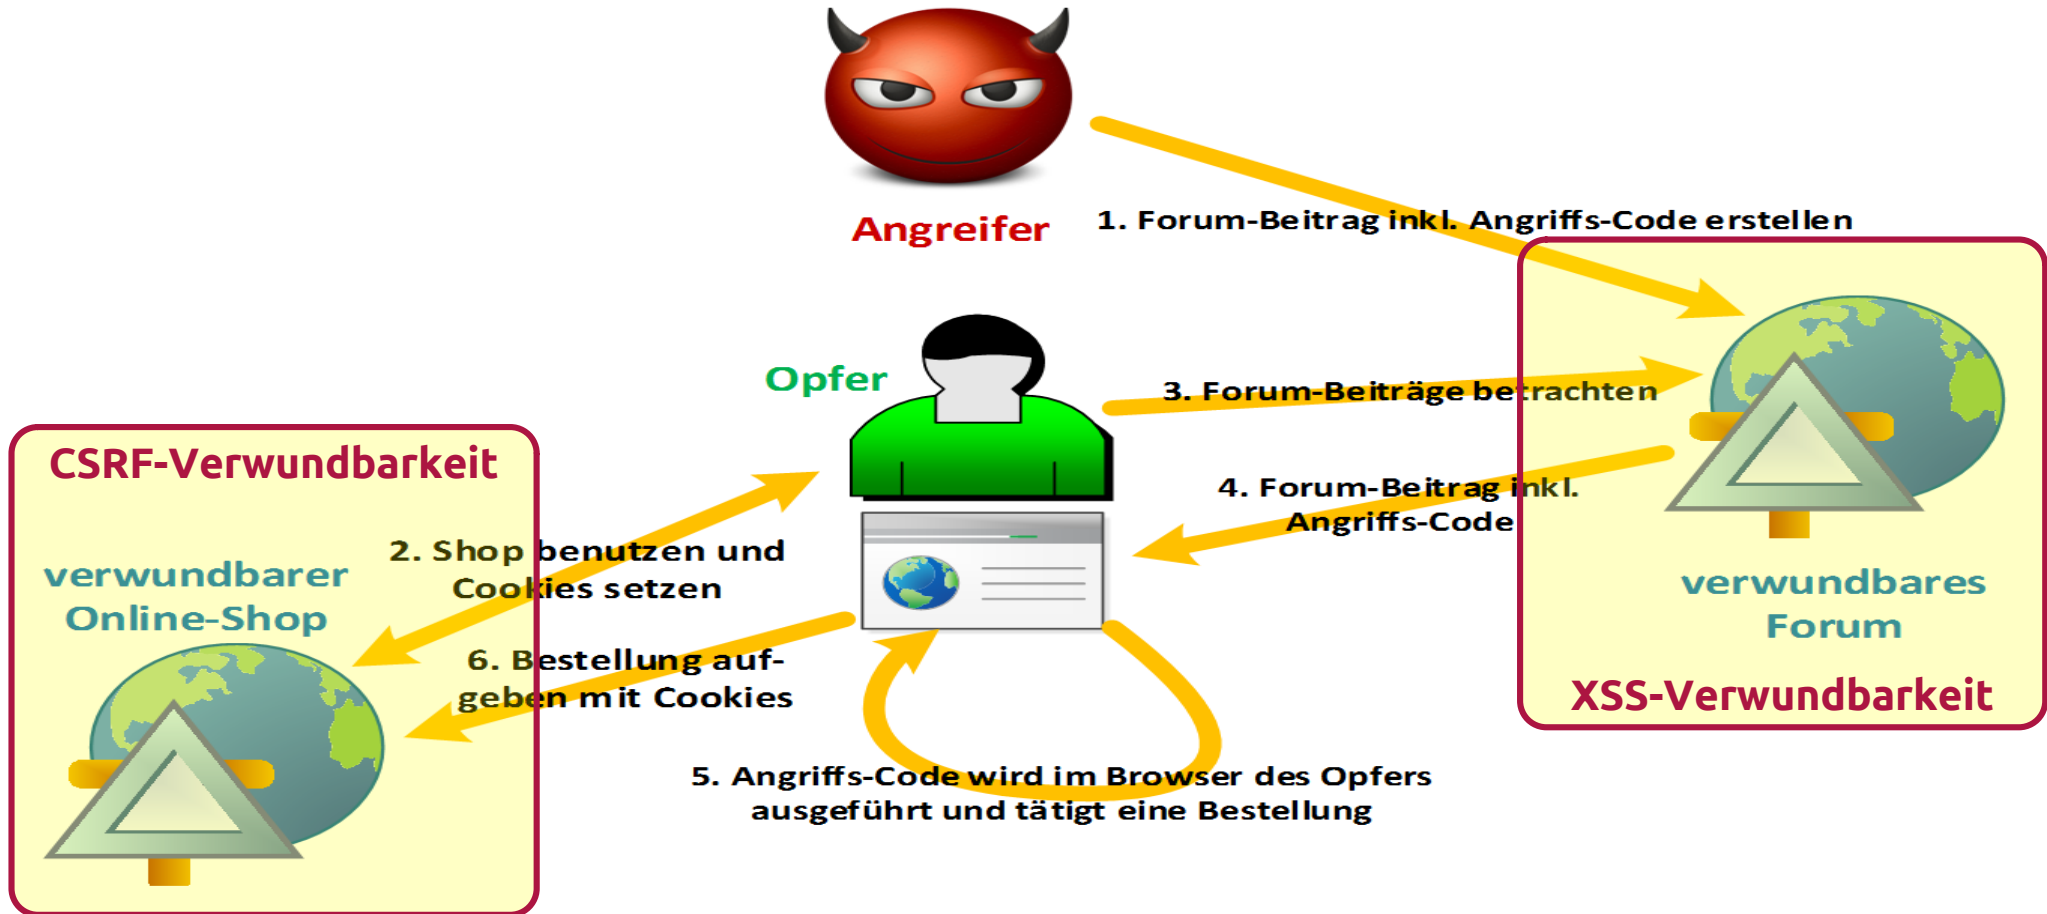 Angreifer
1. Forum-Beitrag inkl. Angriffs-Code erstellen
Opfer
3. Forum-Beiträge betrachten
4. Forum-Beitrag inkl.
Angriffs-Code
CSRF-Verwundbarkeit
2. Shop benutzen und
Cookies setzen
verwundbarer
Online-Shop
6. Bestellung auf-
geben mit Cookies
verwundbares
Forum
XSS-Verwundbarkeit
5. Angriffs-Code wird im Browser des Opfers
ausgeführt und tätigt eine Bestellung